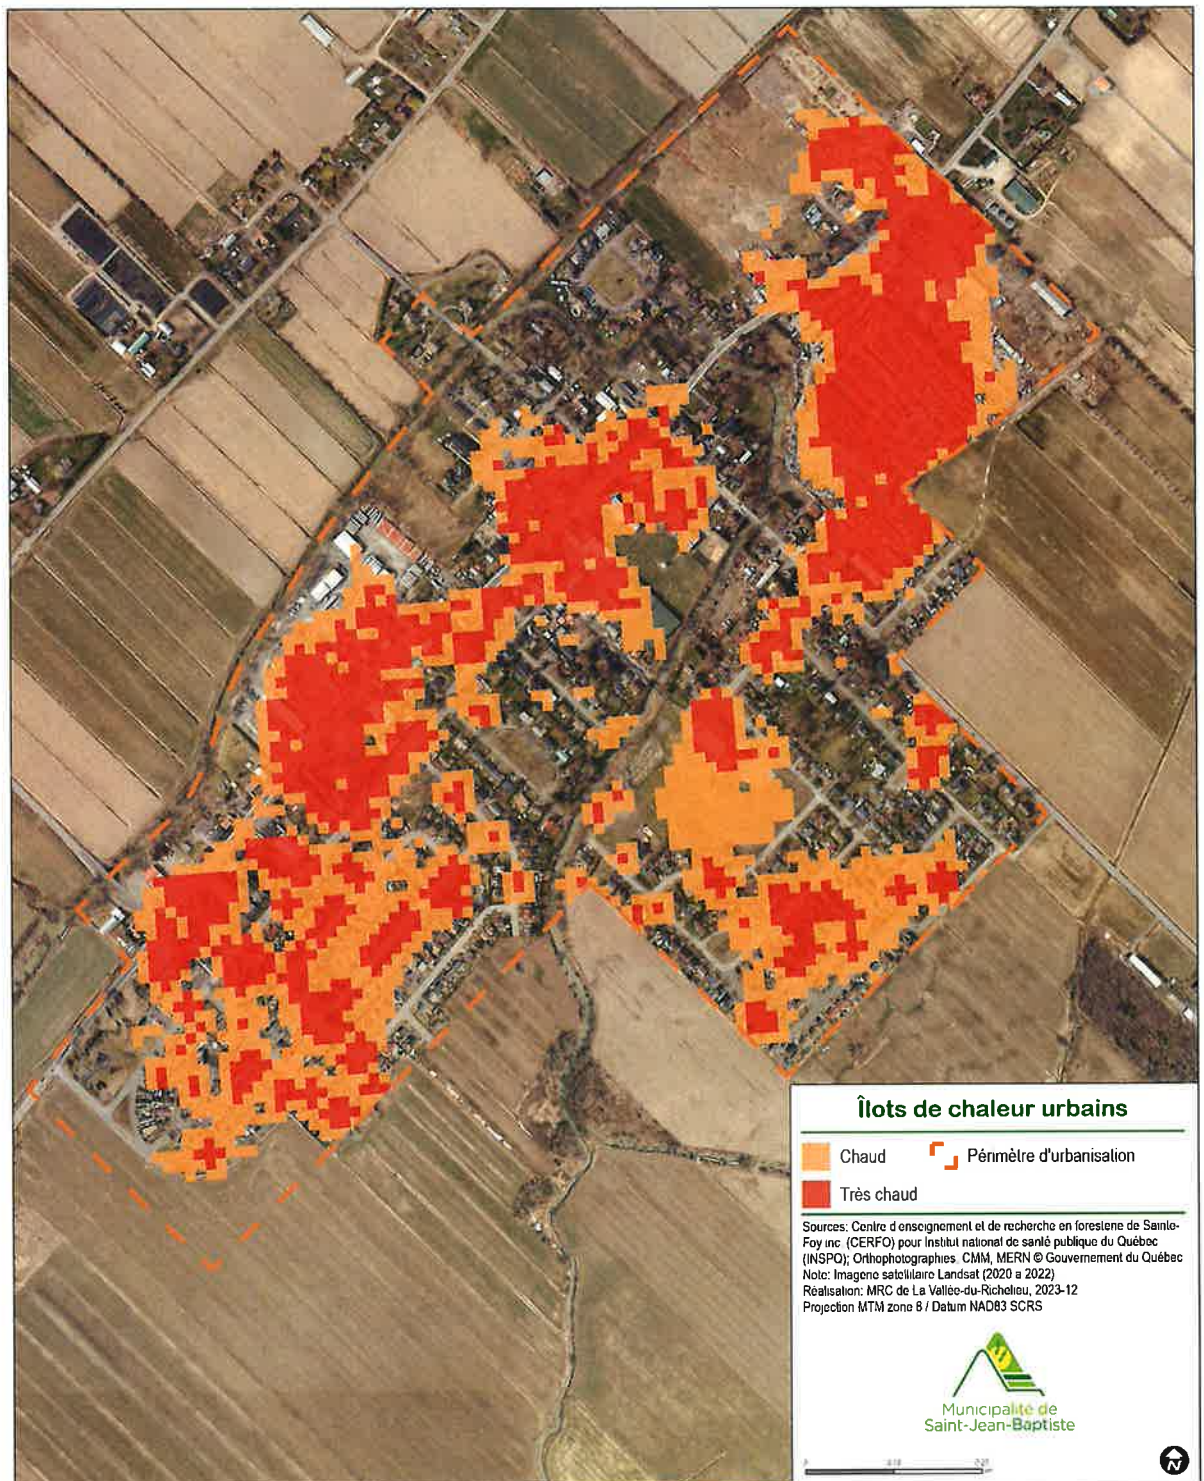 Îlots de chaleur urbains
Chaud
Périmètre d'urbanisation
Très chaud
Sources: Centre d enseignement et de recherche en foresterie de Sainte-
Foy inc. (CERFO) pour Institut national de santé publique du Québec
(INSPQ); Orthophotographies, CMM, MERN © Gouvernement du Québec
Note: Imagerie satellitaire Landsat (2020 à 2022)
Réalisation: MRC de La Vallée-du-Richelieu, 2023-12
Projection MTM zone 8 / Datum NAD83 SCRS
Municipalité de
Saint-Jean-Baptiste
N